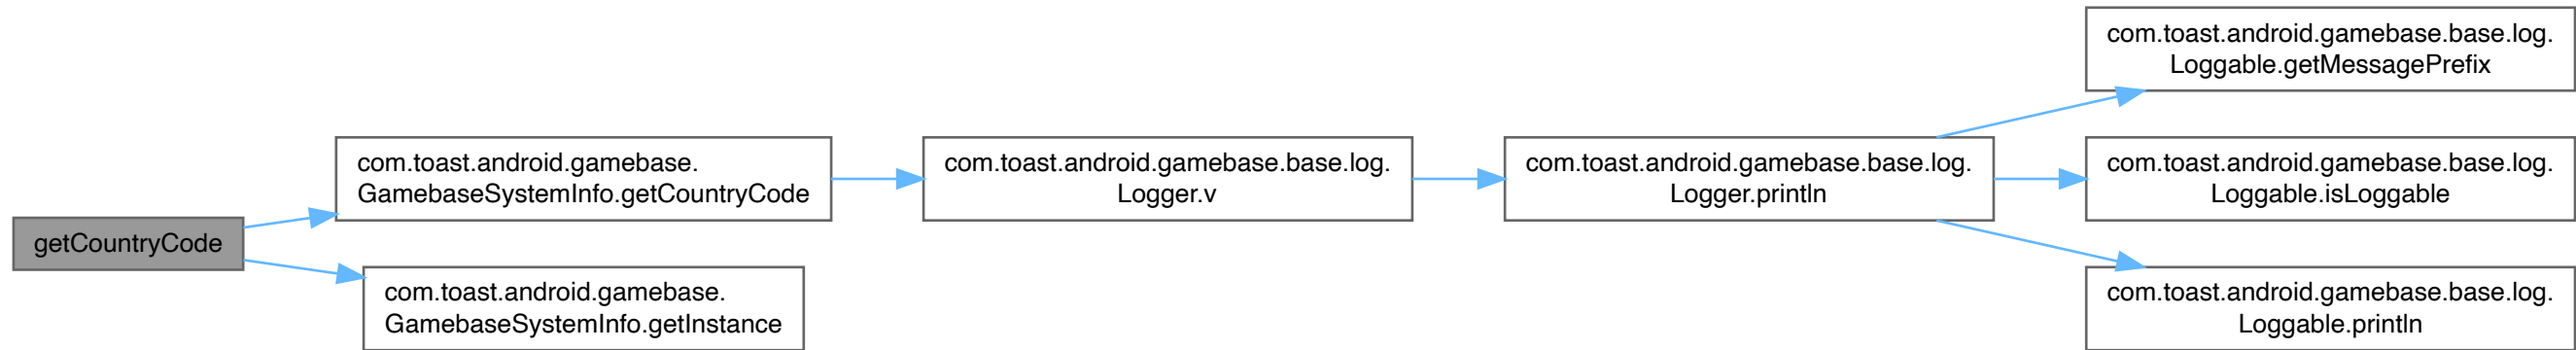 getCountryCode
com.toast.android.gamebase.
GamebaseSystemInfo.getCountryCode
com.toast.android.gamebase.
GamebaseSystemInfo.getInstance
com.toast.android.gamebase.base.log.
Logger.v
com.toast.android.gamebase.base.log.
Logger.println
com.toast.android.gamebase.base.log.
Loggable.getMessagePrefix
com.toast.android.gamebase.base.log.
Loggable.isLoggable
com.toast.android.gamebase.base.log.
Loggable.println